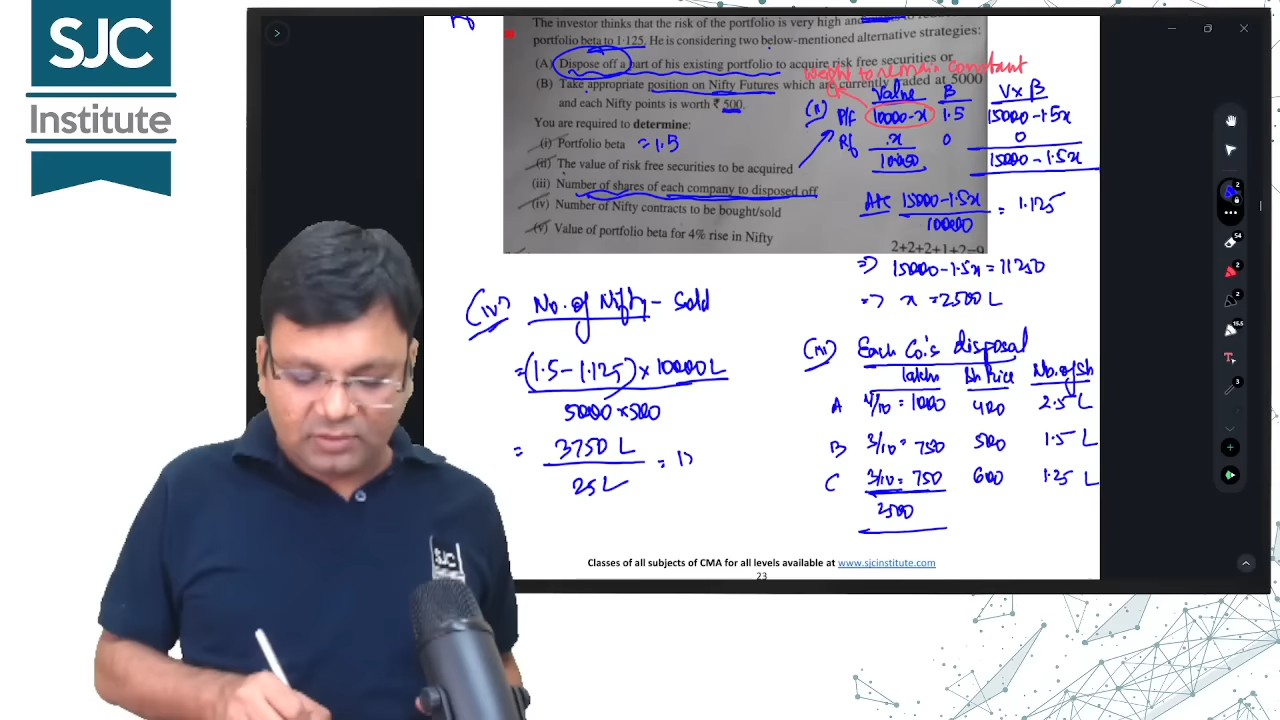 SJC
Institute
The investor thinks that the risk of the portfolio is very high and
portfolio beta to 1·125. He is considering two below-mentioned alternative strategies:
(A) Dispose off a part of his existing portfolio to acquire risk free securities or
(B) Take appropriate position on Nifty Futures which are currently traded at 5000
and each Nifty points is worth ₹ 500.
You are required to determine:
(i) Portfolio beta = 1.5
(ii) The value of risk free securities to be acquired
(iii) Number of shares of each company to disposed off
(iv) Number of Nifty contracts to be bought/sold
(v) Value of portfolio beta for 4% rise in Nifty
2+2+2+1+2=9
Weight to remain constant
Value β V×β
(ii) P/f 10000-x 1.5 15000-1.5x
Rf x 0 0
10000 15000-1.5x
15000-1.5x = 1.125
10000
=> 15000-1.5x = 11250
=> x = 2500 L
(iii) Each Co.'s disposal
lakhs Sh Price No. of Sh
A 4/10 = 1000 400 2.5 L
B 3/10 = 750 500 1.5 L
C 3/10 = 750 600 1.25 L
2500
(iv) No. of Nifty - Sold
= (1.5-1.125) × 10000 L
5000 × 500
= 3750 L
25 L
Classes of all subjects of CMA for all levels available at www.sjcinstitute.com
23
SJC